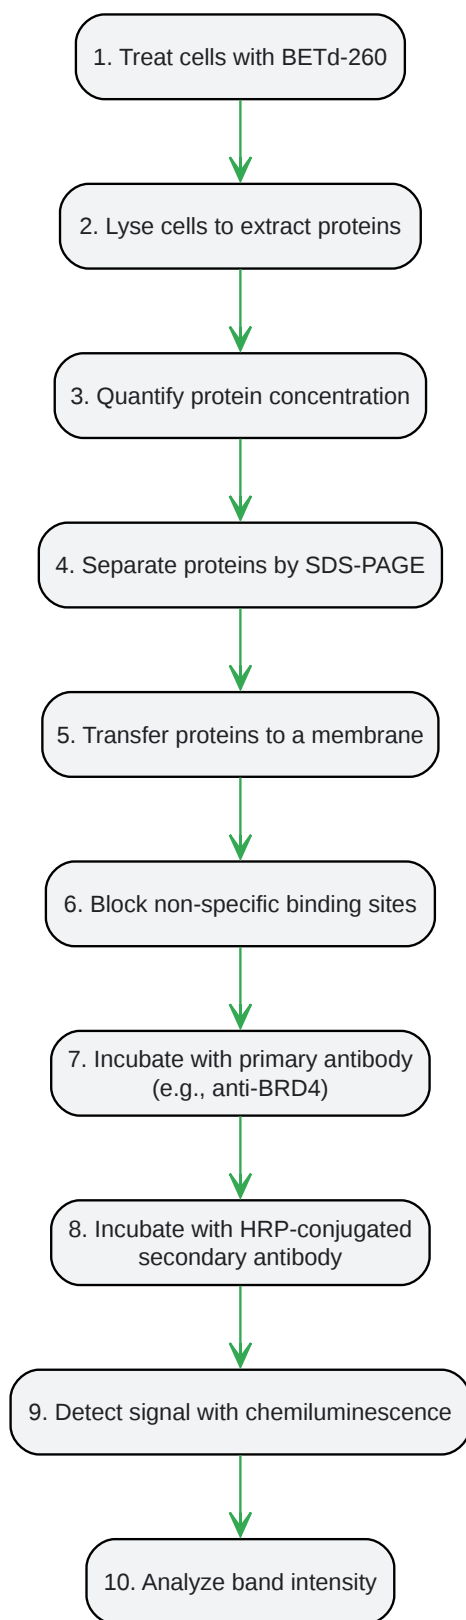 1. Treat cells with BETd-260
2. Lyse cells to extract proteins
3. Quantify protein concentration
4. Separate proteins by SDS-PAGE
5. Transfer proteins to a membrane
6. Block non-specific binding sites
7. Incubate with primary antibody
(e.g., anti-BRD4)
8. Incubate with HRP-conjugated
secondary antibody
9. Detect signal with chemiluminescence
10. Analyze band intensity